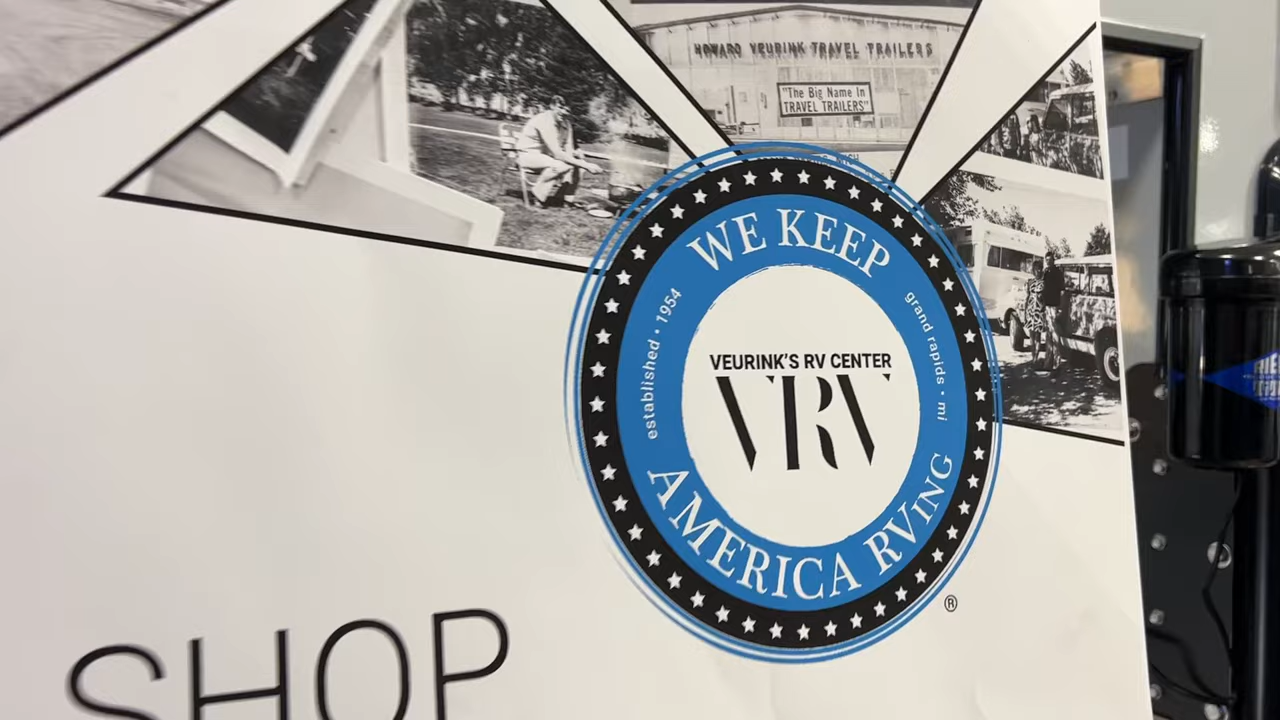 HOWARD VEURINK TRAVEL TRAILERS
"The Big Name In
TRAVEL TRAILERS"
WE KEEP
established • 1954
grand rapids • mi
VEURINK'S RV CENTER
VRV
AMERICA RVING
®
SHOP